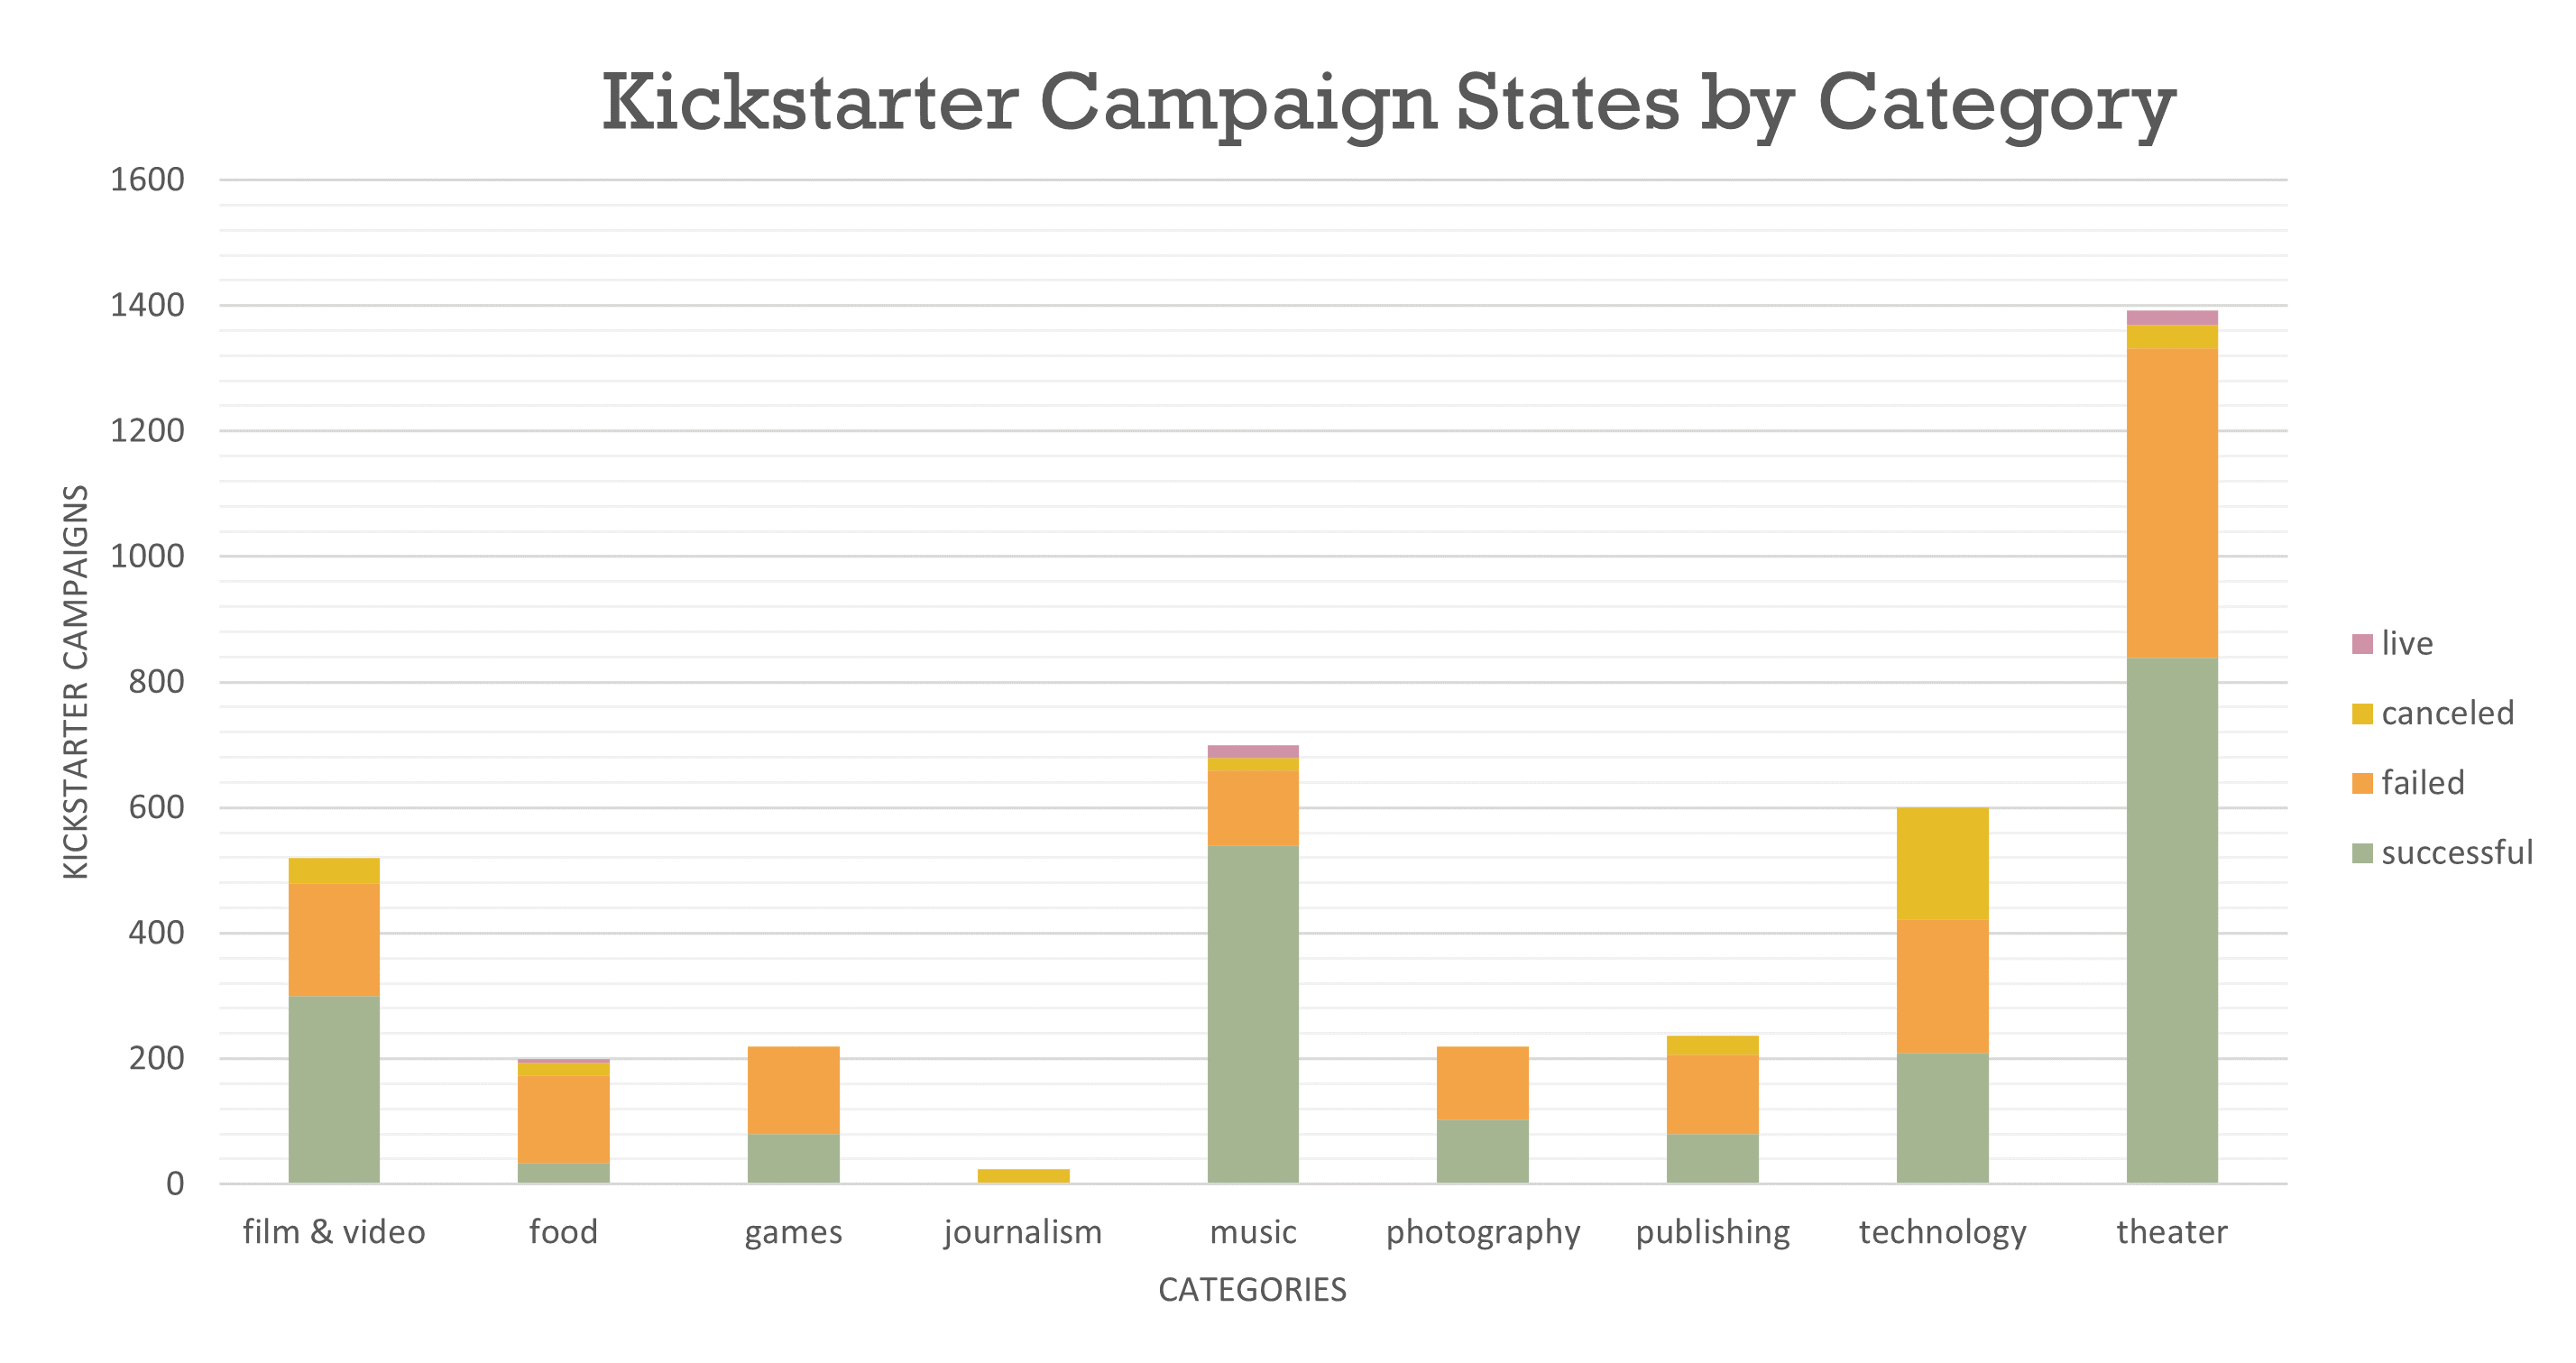 Kickstarter Campaign States by Category
1600
1400
1200
1000
800
600
400
200
0
KICKSTARTER CAMPAIGNS
film & video
food
games
journalism
music
photography
publishing
technology
theater
CATEGORIES
live
canceled
failed
successful